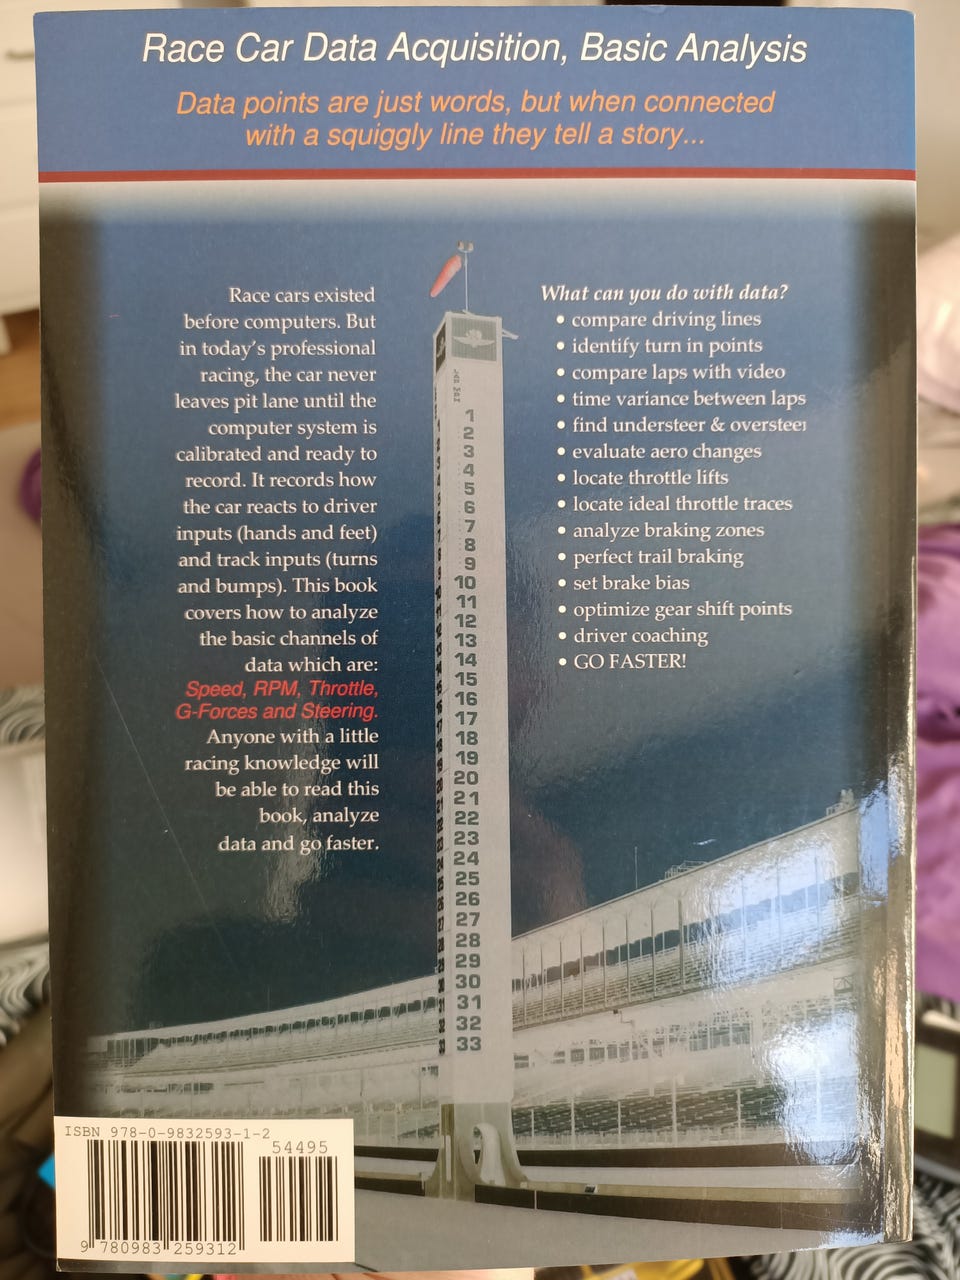 Race Car Data Acquisition, Basic Analysis
Data points are just words, but when connected
with a squiggly line they tell a story...
Race cars existed
before computers. But
in today's professional
racing, the car never
leaves pit lane until the
computer system is
calibrated and ready to
record. It records how
the car reacts to driver
inputs (hands and feet)
and track inputs (turns
and bumps). This book
covers how to analyze
the basic channels of
data which are:
Speed, RPM, Throttle,
G-Forces and Steering.
Anyone with a little
racing knowledge will
be able to read this
book, analyze
data and go faster.
What can you do with data?
• compare driving lines
• identify turn in points
• compare laps with video
• time variance between laps
• find understeer & oversteer
• evaluate aero changes
• locate throttle lifts
• locate ideal throttle traces
• analyze braking zones
• perfect trail braking
• set brake bias
• optimize gear shift points
• driver coaching
• GO FASTER!
1
2
3
4
5
6
7
8
9
10
11
12
13
14
15
16
17
18
19
20
21
22
23
24
25
26
27
28
29
30
31
32
33
ISBN 978-0-9832593-1-2
54495
9 780983 259312